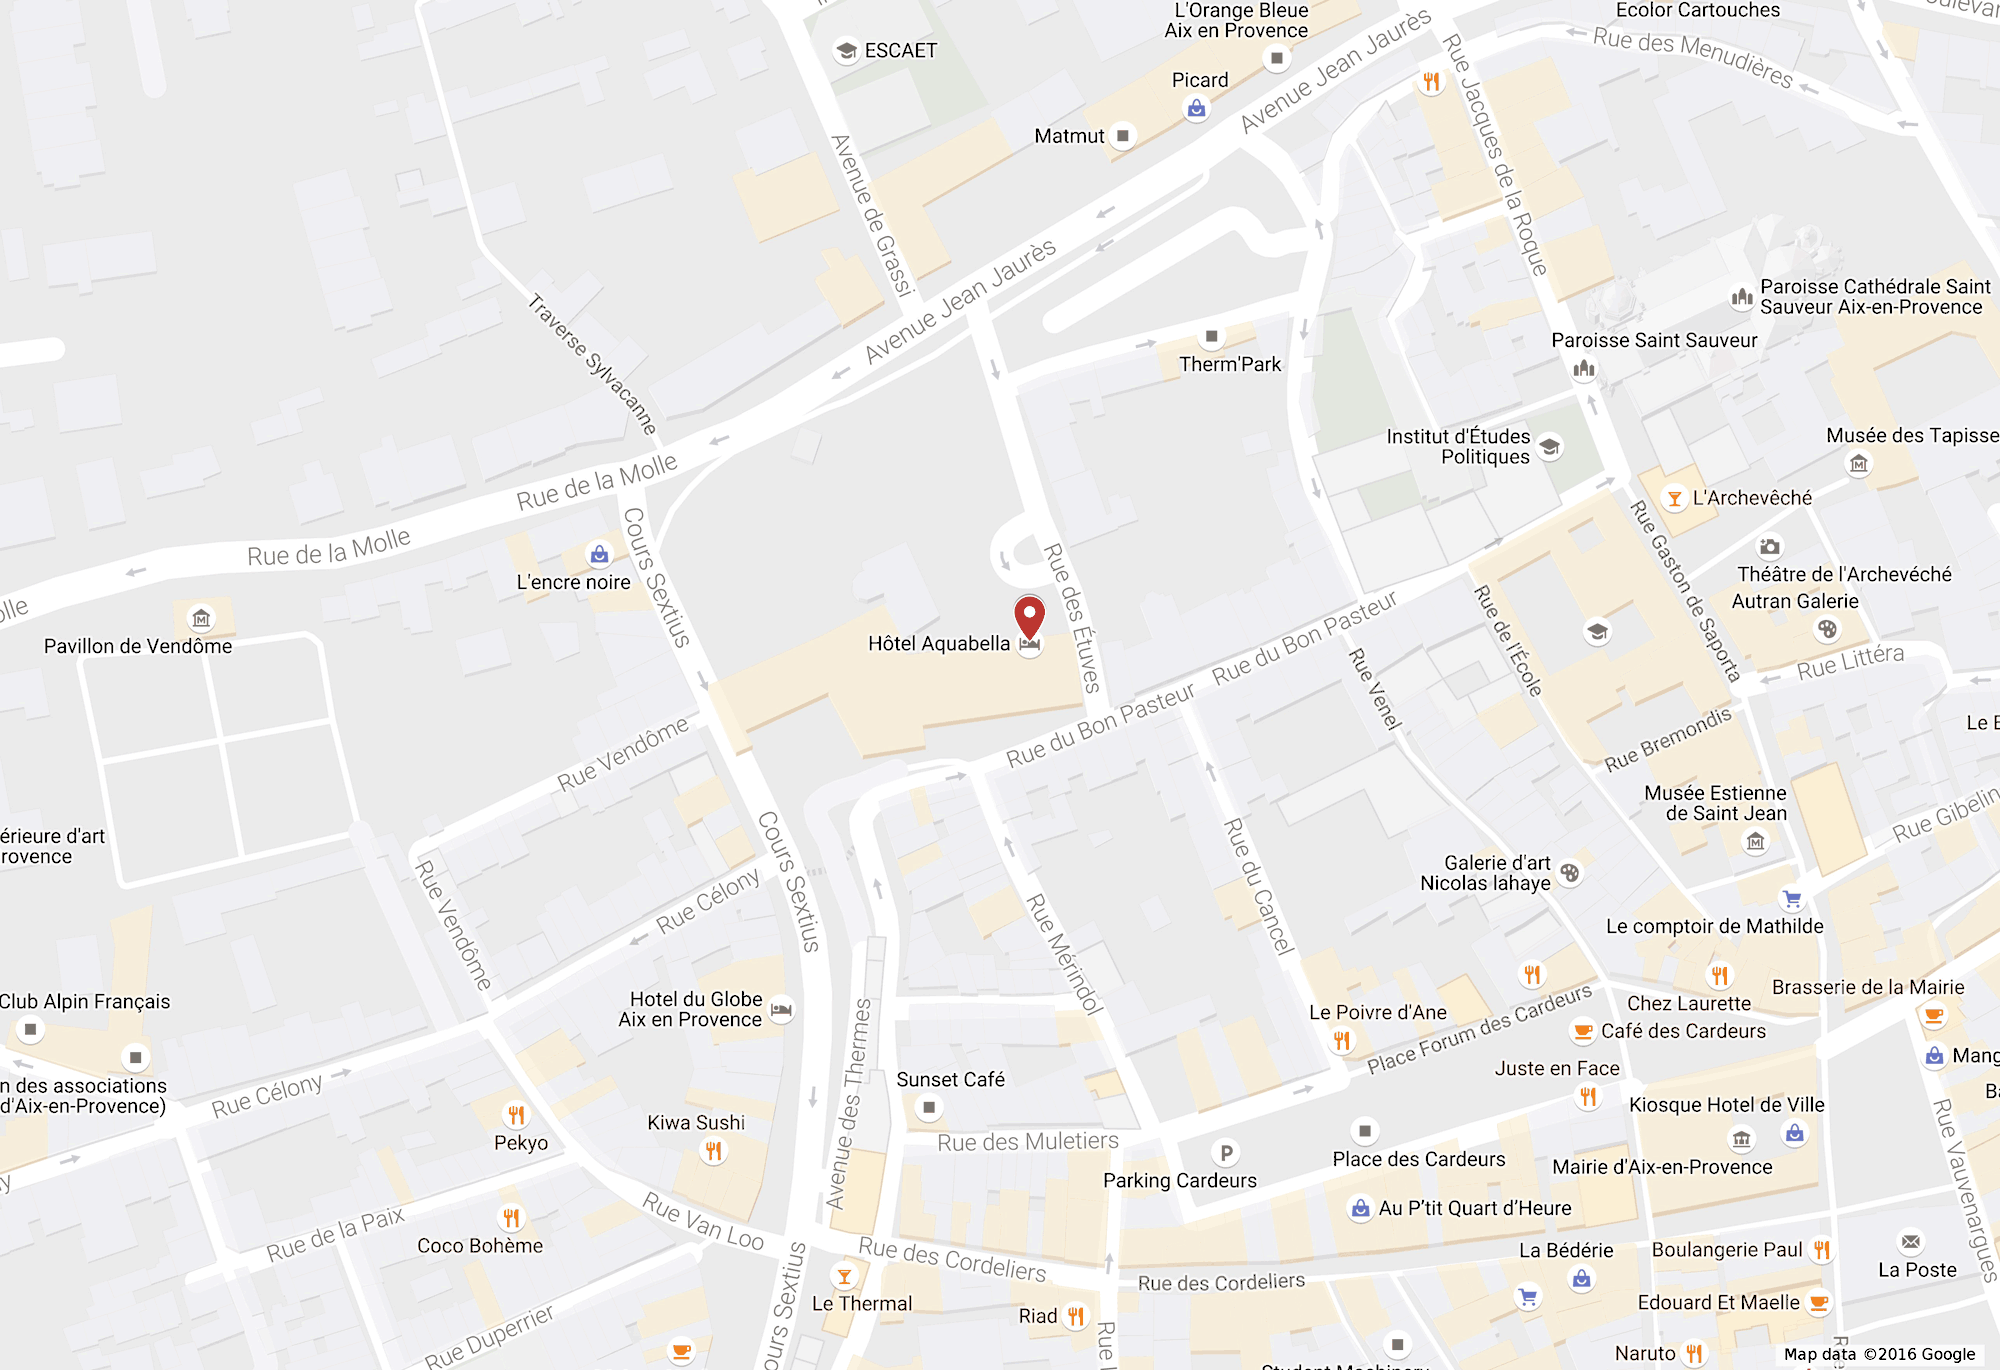 L'Orange Bleue
Aix en Provence
Ecolor Cartouches
ESCAET
Picard
Matmut
Avenue Jean Jaurès
Rue Jacques de la Roque
Rue des Menudières
Avenue de Grassi
Avenue Jean Jaurès
Paroisse Cathédrale Saint
Sauveur Aix-en-Provence
Paroisse Saint Sauveur
Therm'Park
Traverse Sylvacanne
Institut d'Études
Politiques
Musée des Tapisse
Rue de la Molle
Rue de la Molle
olle
L'Archevêché
Cours Sextius
L'encre noire
Rue des Étuves
Rue Gaston de Saporta
Théâtre de l'Archevéché
Autran Galerie
Pavillon de Vendôme
Hôtel Aquabella
Rue du Bon Pasteur
Rue du Bon Pasteur
Rue de l'École
Rue Venel
Rue Littéra
Rue Bremondis
Rue Vendôme
Musée Estienne
de Saint Jean
Rue Gibelin
érieure d'art
rovence
Cours Sextius
Rue du Cancel
Rue Vendôme
Rue Célony
Rue Mérindol
Galerie d'art
Nicolas lahaye
Le comptoir de Mathilde
Club Alpin Français
Hotel du Globe
Aix en Provence
Le Poivre d'Ane
Place Forum des Cardeurs
Chez Laurette
Brasserie de la Mairie
Café des Cardeurs
Juste en Face
Mang
n des associations
d'Aix-en-Provence)
Rue Célony
Avenue des Thermes
Sunset Café
Kiosque Hotel de Ville
Pekyo
Kiwa Sushi
Rue des Muletiers
Parking Cardeurs
Place des Cardeurs
Mairie d'Aix-en-Provence
Rue Vauvenargues
Au P'tit Quart d'Heure
Rue de la Paix
Coco Bohème
Rue Van Loo
Rue des Cordeliers
Rue des Cordeliers
La Bédérie
Boulangerie Paul
La Poste
Cours Sextius
Le Thermal
Riad
Edouard Et Maelle
Rue Duperrier
Naruto
Map data ©2016 Google